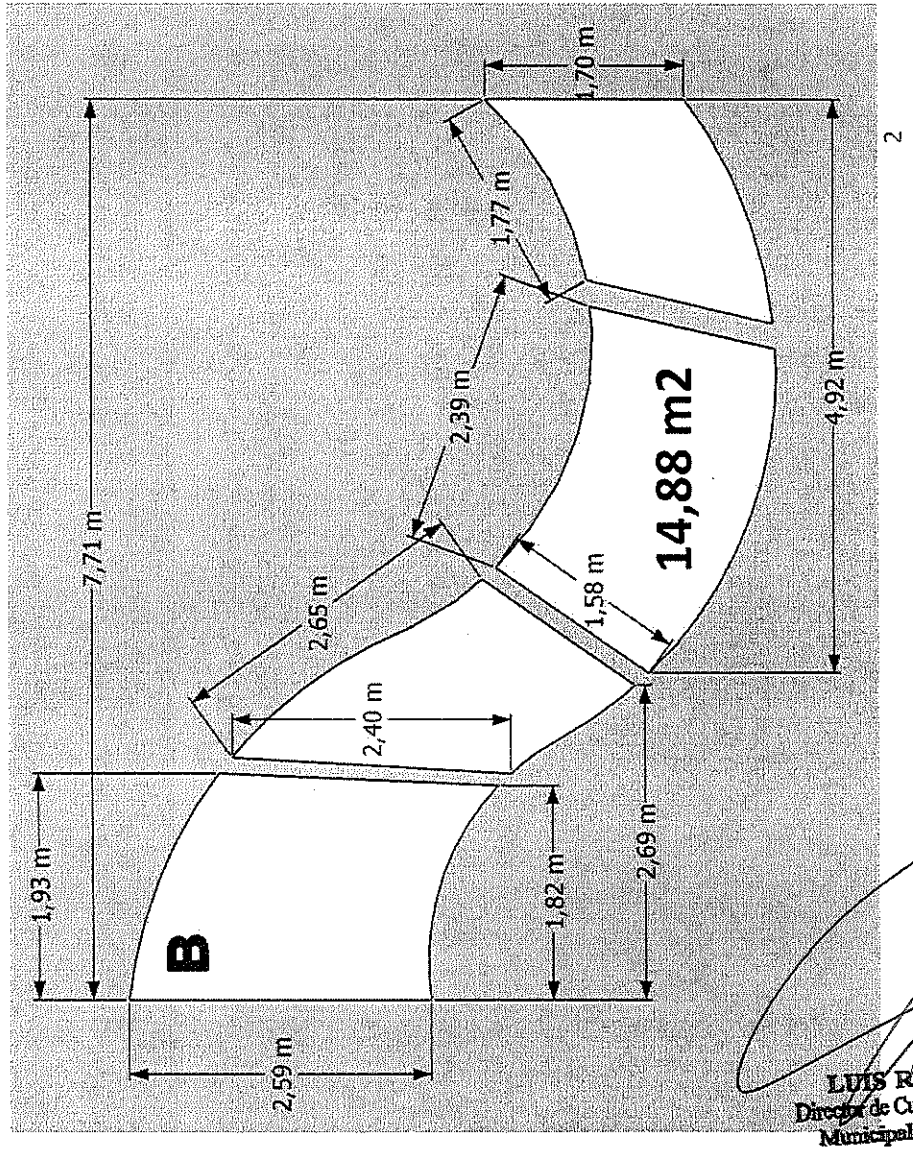 7,71 m
1,93 m
1,70 m
1,77 m
2,39 m
2,65 m
2,40 m
B
1,58 m
14,88 m2
2,59 m
1,82 m
2,69 m
4,92 m
2
LUIS R
Director de Cu
Municipal